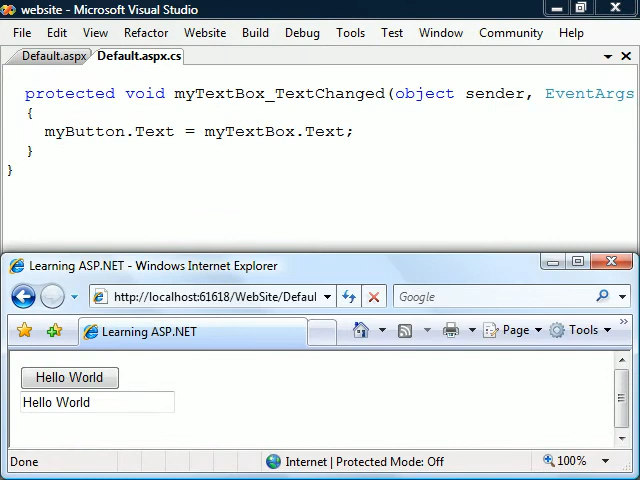 website - Microsoft Visual Studio
File Edit View Refactor Website Build Debug Tools Test Window Community Help
Default.aspx Default.aspx.cs
protected void myTextBox_TextChanged(object sender, EventArgs
{
myButton.Text = myTextBox.Text;
}
}
Learning ASP.NET - Windows Internet Explorer
http://localhost:61618/WebSite/Defaul Google
Learning ASP.NET Page Tools
Hello World
Hello World
Done Internet | Protected Mode: Off 100%